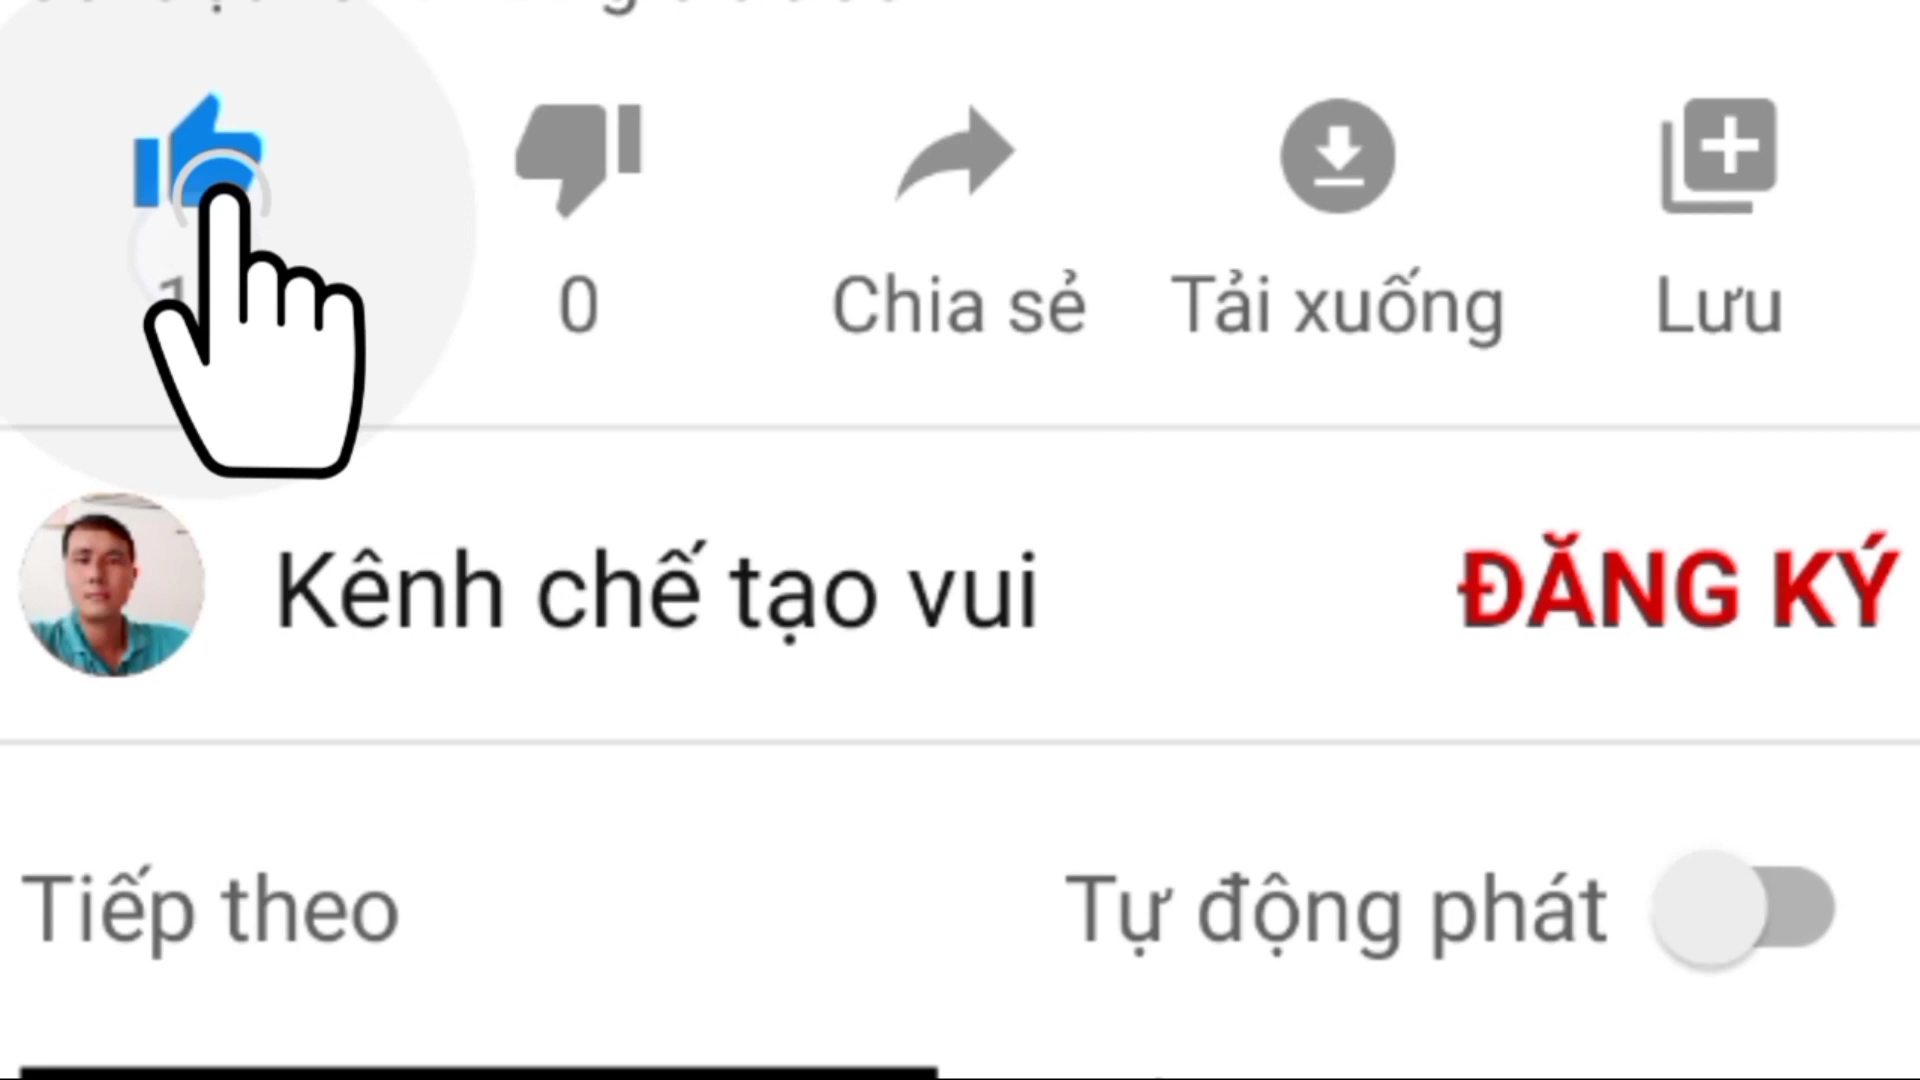 0
Chia sẻ
Tải xuống
Lưu
Kênh chế tạo vui
ĐĂNG KÝ
Tiếp theo
Tự động phát